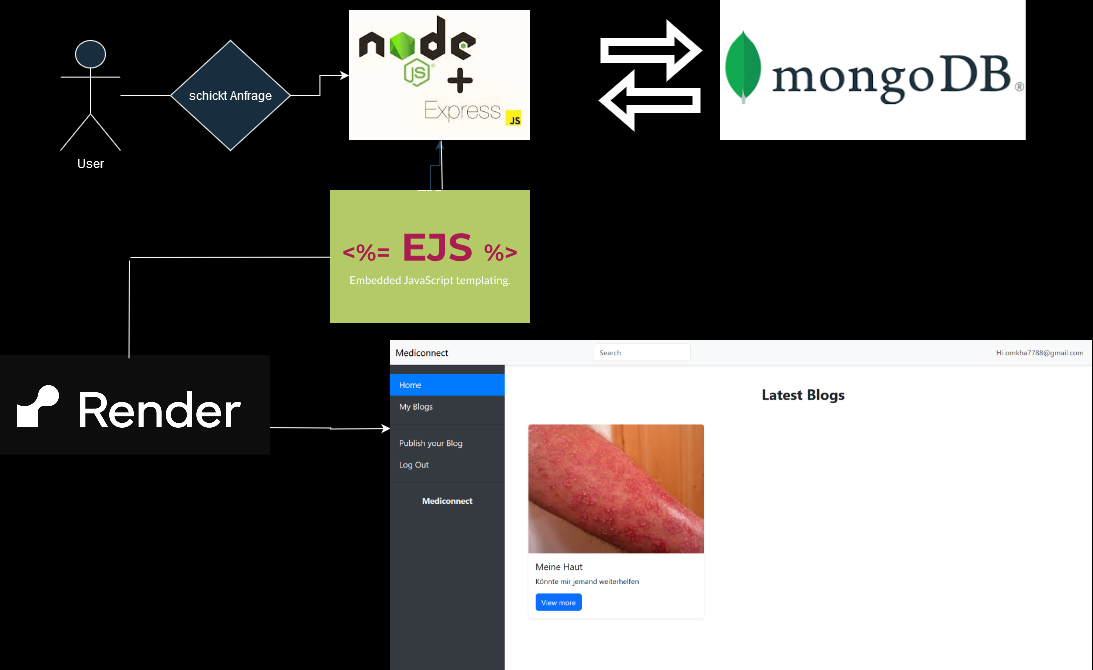 schickt Anfrage
User
node
JS
+
Express
JS
mongoDB®
<%= EJS %>
Embedded JavaScript templating.
Render
Mediconnect
Search
Hi omkha7788@gmail.com
Home
My Blogs
Publish your Blog
Log Out
Mediconnect
Latest Blogs
Meine Haut
Könnte mir jemand weiterhelfen
View more